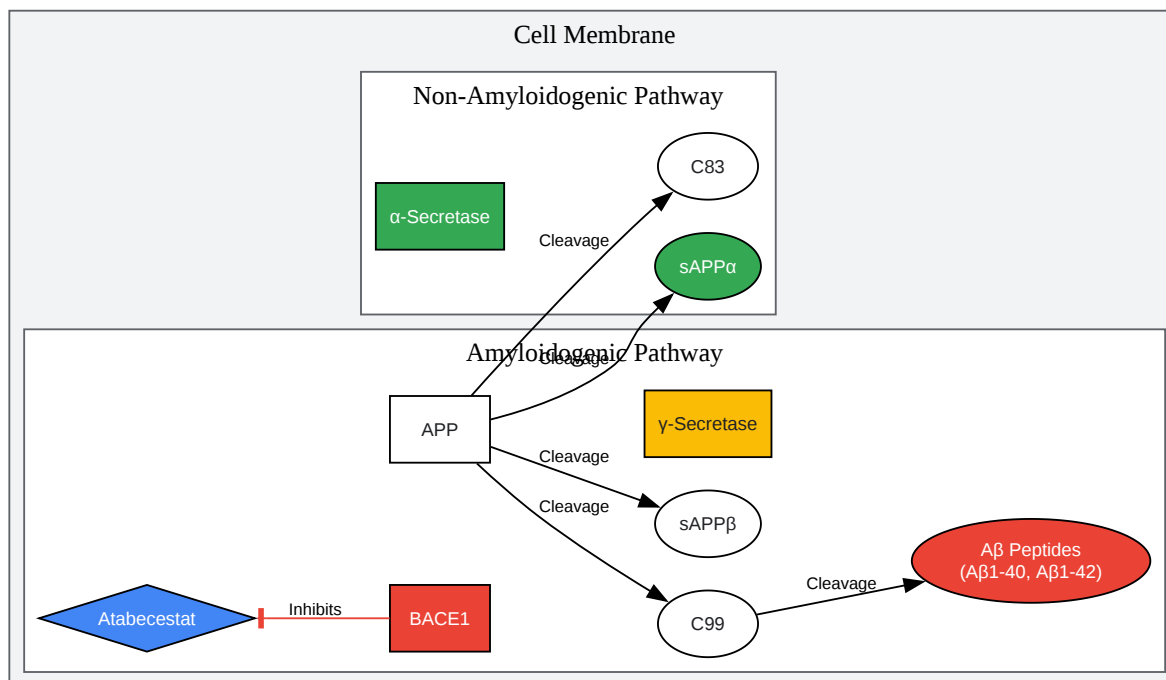 Cell Membrane
Non-Amyloidogenic Pathway
C83
α-Secretase
Cleavage
sAPPα
Amyloidogenic Pathway
Cleavage
APP
γ-Secretase
Cleavage
Cleavage
sAPPβ
Aβ Peptides
(Aβ1-40, Aβ1-42)
Cleavage
Atabecestat
Inhibits
BACE1
C99